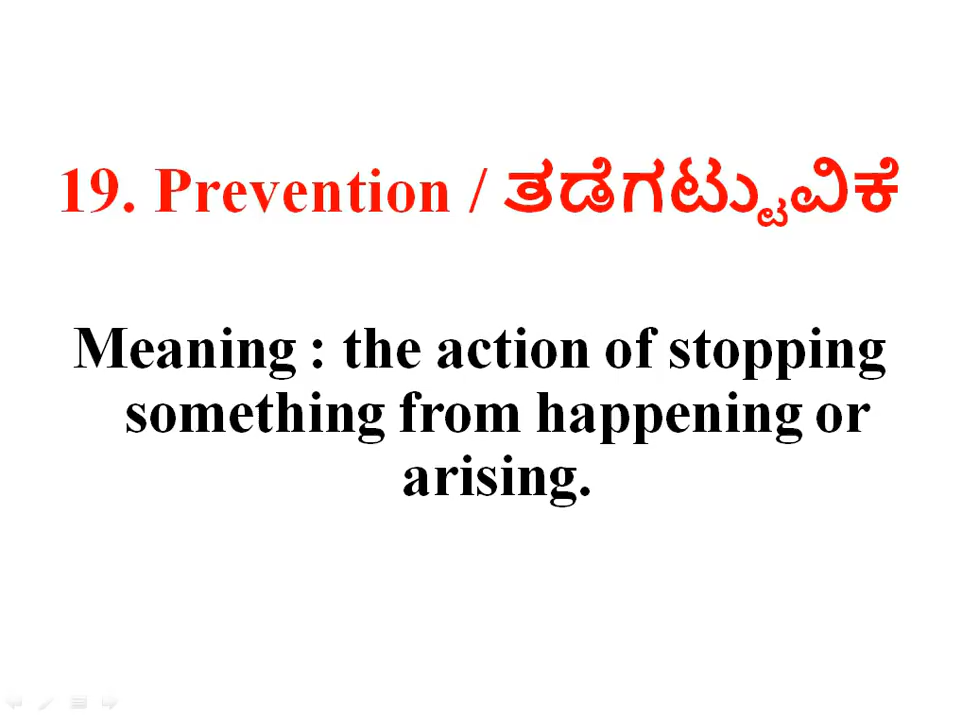 19. Prevention / ತಡೆಗಟ್ಟುವಿಕೆ
Meaning : the action of stopping
something from happening or
arising.